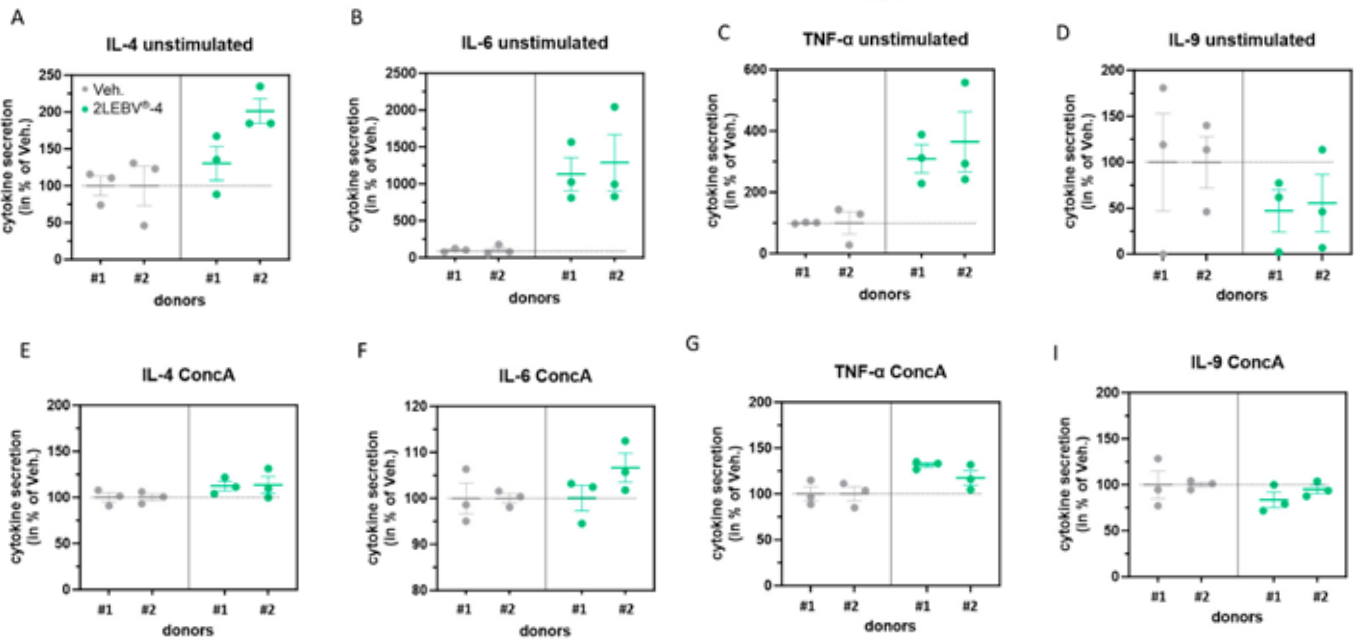 A
IL-4 unstimulated
cytokine secretion
(in % of Veh.)
250
200
150
100
50
0
Veh.
2LEBV®-4
#1 #2 #1 #2
donors
B
IL-6 unstimulated
cytokine secretion
(in % of Veh.)
2500
2000
1500
1000
500
0
#1 #2 #1 #2
donors
C
TNF-α unstimulated
cytokine secretion
(in % of Veh.)
600
400
200
0
#1 #2 #1 #2
donors
D
IL-9 unstimulated
cytokine secretion
(in % of Veh.)
200
150
100
50
0
#1 #2 #1 #2
donors
E
IL-4 ConcA
cytokine secretion
(in % of Veh.)
200
150
100
50
0
#1 #2 #1 #2
donors
F
IL-6 ConcA
cytokine secretion
(in % of Veh.)
120
110
100
90
80
#1 #2 #1 #2
donors
G
TNF-α ConcA
cytokine secretion
(in % of Veh.)
200
150
100
50
0
#1 #2 #1 #2
donors
I
IL-9 ConcA
cytokine secretion
(in % of Veh.)
200
150
100
50
0
#1 #2 #1 #2
donors